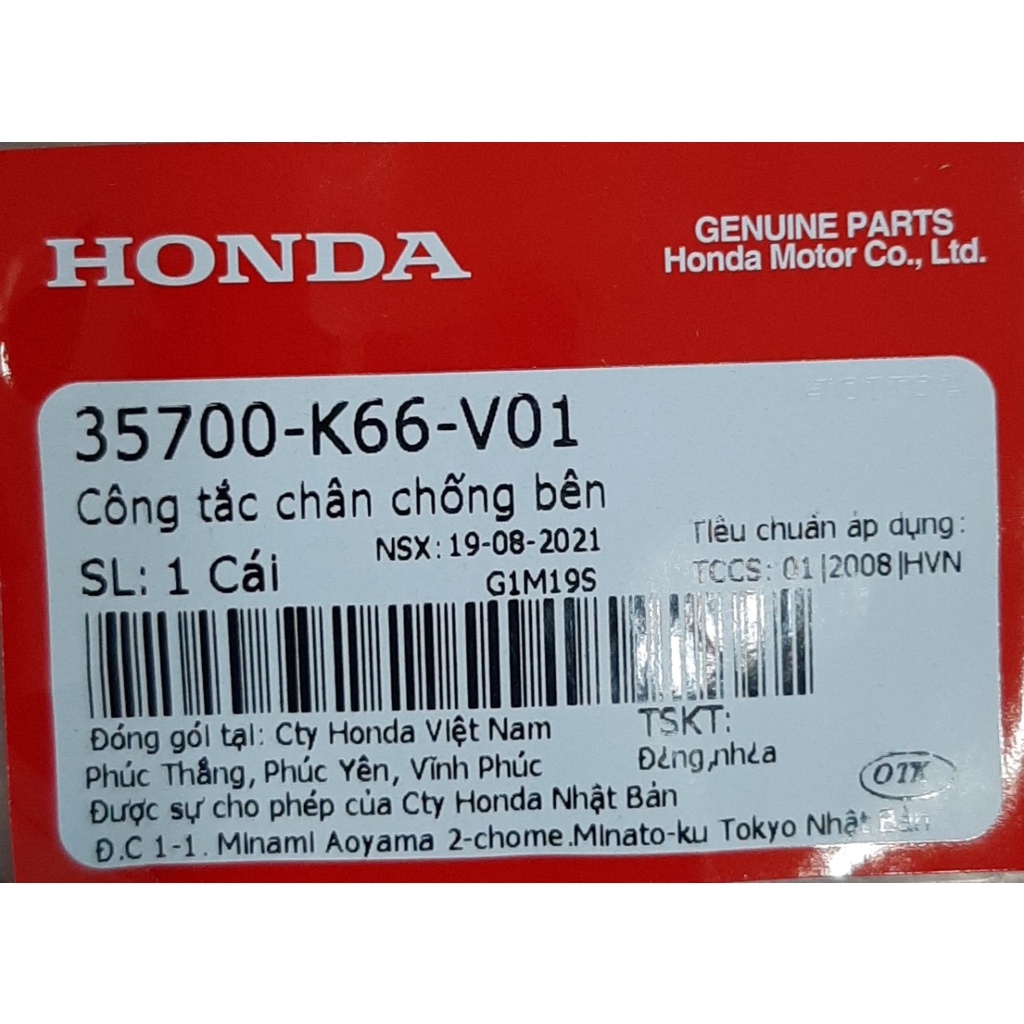 HONDA
GENUINE PARTS
Honda Motor Co., Ltd.
35700-K66-V01
Công tắc chân chống bên
NSX: 19-08-2021
SL: 1 Cái
G1M19S
Tiêu chuẩn áp dụng:
TCCS: 01|2008|HVN
Đóng gói tại: Cty Honda Việt Nam
Phúc Thắng, Phúc Yên, Vĩnh Phúc
Được sự cho phép của Cty Honda Nhật Bản
Đ.C 1-1. Minami Aoyama 2-chome.Minato-ku Tokyo Nhật Bản
TSKT:
Đồng,nhựa